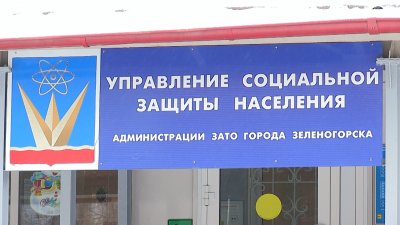 УПРАВЛЕНИЕ СОЦИАЛЬНОЙ
ЗАЩИТЫ НАСЕЛЕНИЯ
АДМИНИСТРАЦИИ ЗАТО ГОРОДА ЗЕЛЕНОГОРСКА